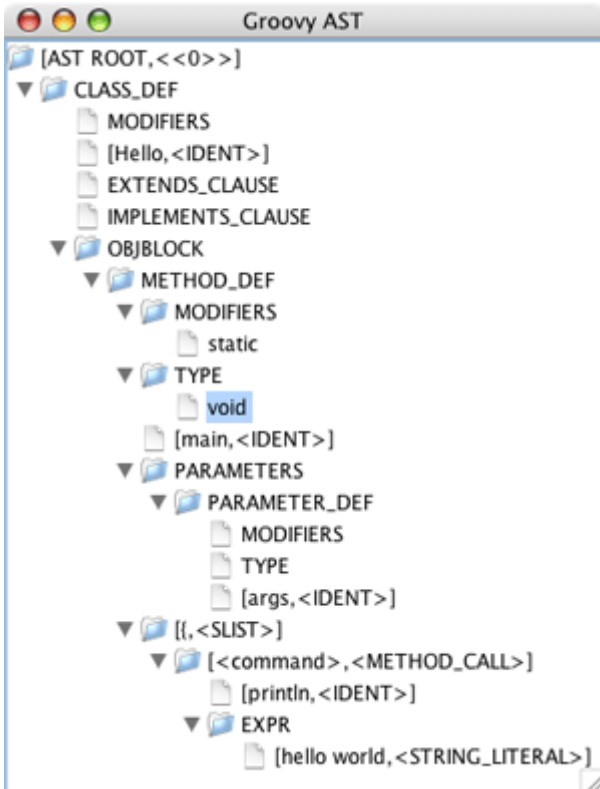 Groovy AST
[AST ROOT,<<0>>]
CLASS_DEF
MODIFIERS
[Hello,<IDENT>]
EXTENDS_CLAUSE
IMPLEMENTS_CLAUSE
OBJBLOCK
METHOD_DEF
MODIFIERS
static
TYPE
void
[main,<IDENT>]
PARAMETERS
PARAMETER_DEF
MODIFIERS
TYPE
[args,<IDENT>]
[{,<SLIST>]
[<command>,<METHOD_CALL>]
[println,<IDENT>]
EXPR
[hello world,<STRING_LITERAL>]